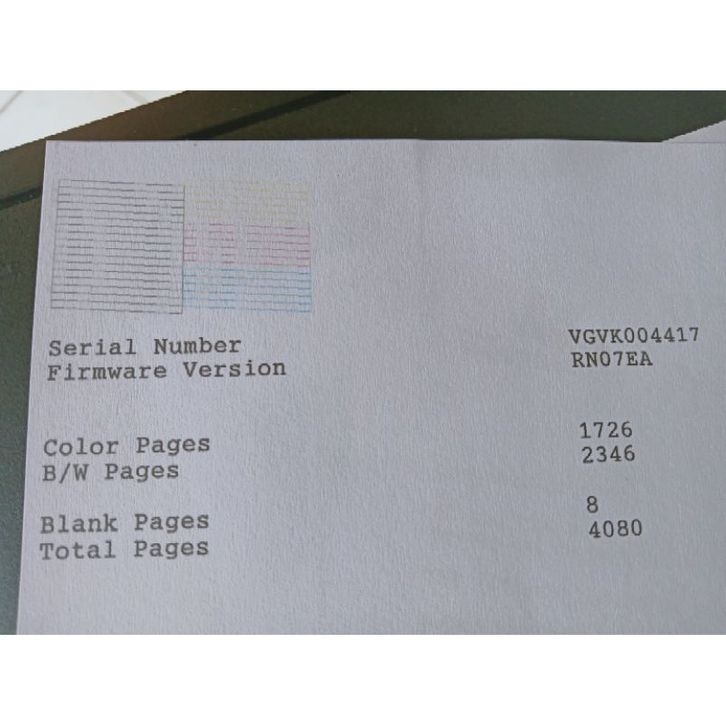 Serial Number VGVK004417
Firmware Version RN07EA
Color Pages 1726
B/W Pages 2346
Blank Pages 8
Total Pages 4080